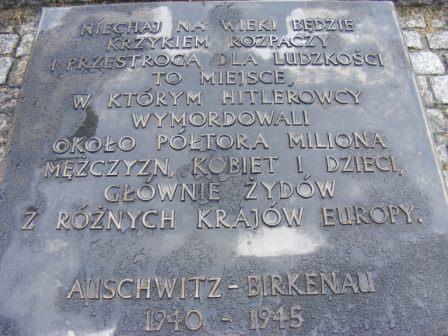 NIECHAJ NA WIEKI BĘDZIE
KRZYKIEM ROZPACZY
I PRZESTROGĄ DLA LUDZKOŚCI
TO MIEJSCE,
W KTÓRYM HITLEROWCY
WYMORDOWALI
OKOŁO PÓŁTORA MILIONA
MĘŻCZYZN, KOBIET I DZIECI,
GŁÓWNIE ŻYDÓW
Z RÓŻNYCH KRAJÓW EUROPY.
AUSCHWITZ - BIRKENAU
1940 - 1945